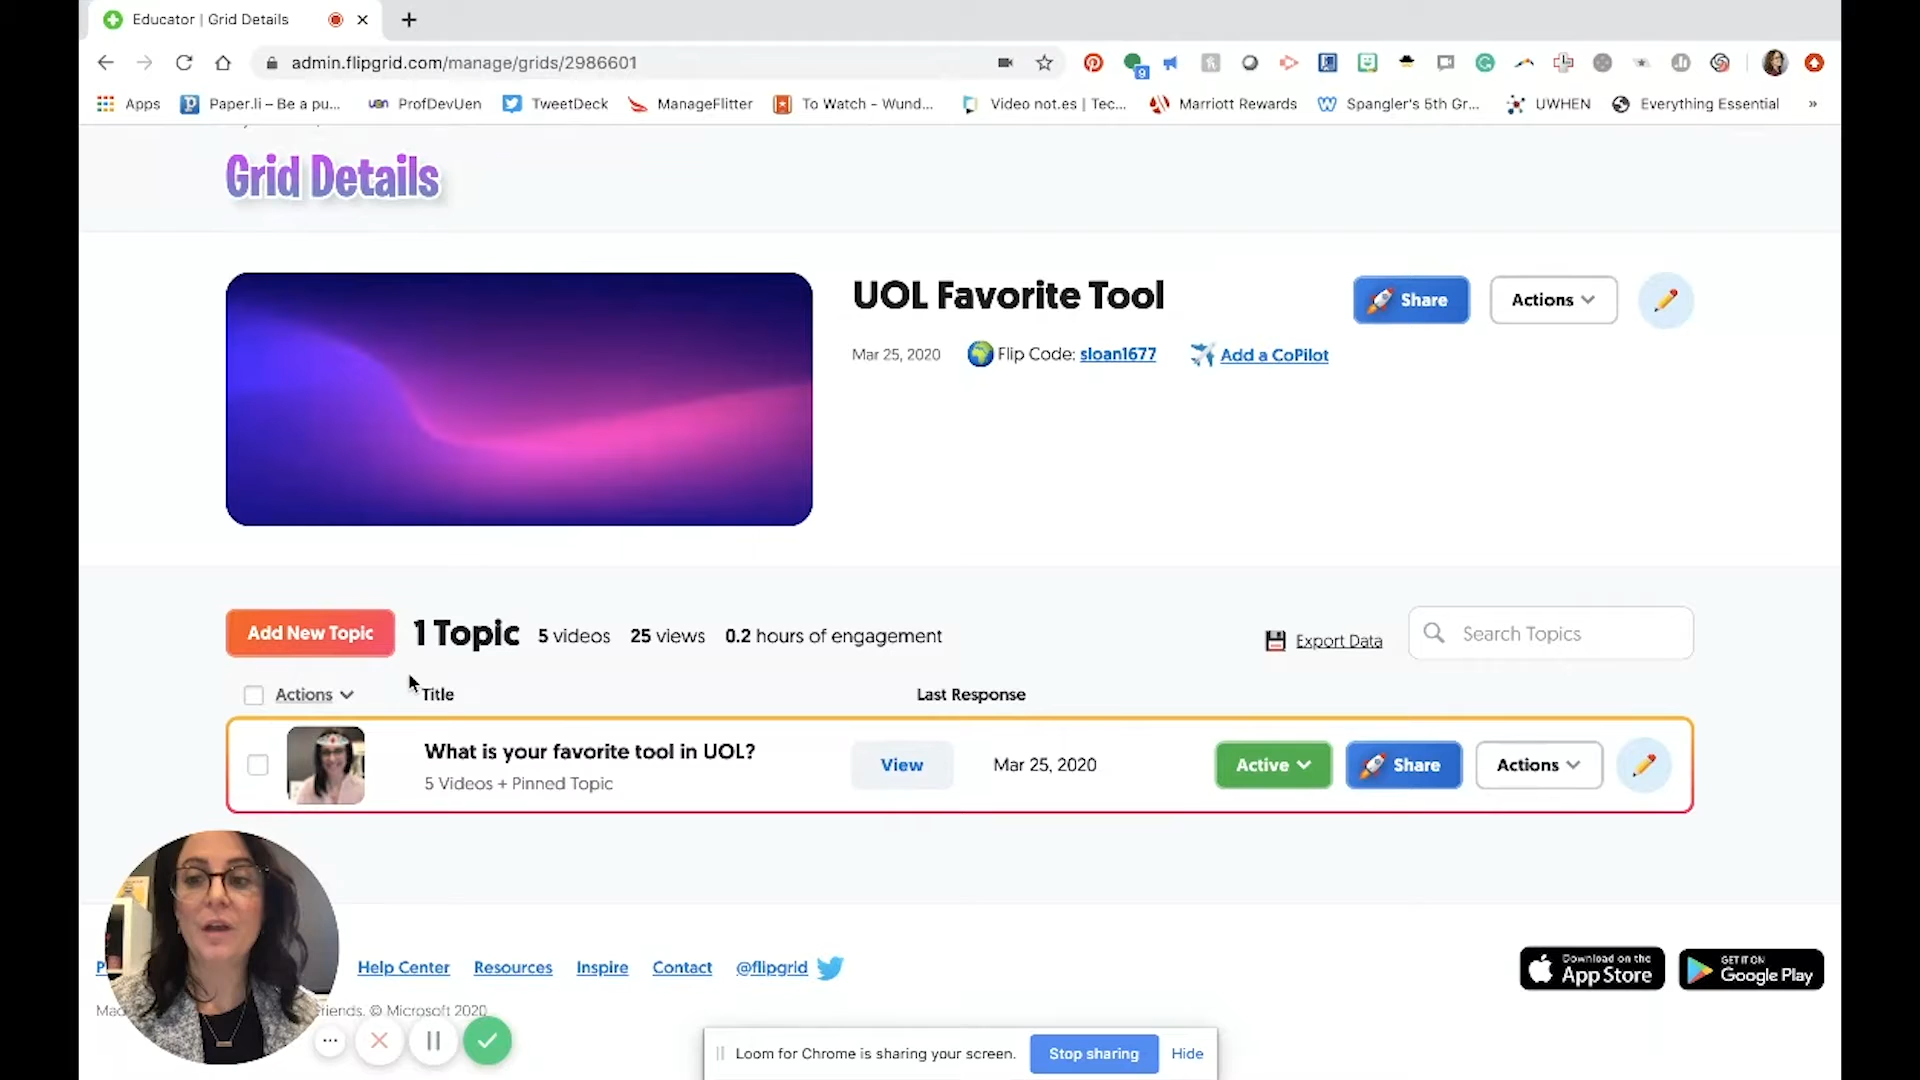 Educator | Grid Details
admin.flipgrid.com/manage/grids/2986601
9
Apps
Paper.li – Be a pu...
uen ProfDevUen
TweetDeck
ManageFlitter
To Watch - Wund...
Video not.es | Tec...
Marriott Rewards
Spangler's 5th Gr...
UWHEN
Everything Essential
»
Grid Details
UOL Favorite Tool
Share
Actions
Mar 25, 2020
Flip Code: sloan1677
Add a CoPilot
Add New Topic
1 Topic
5 videos
25 views
0.2 hours of engagement
Export Data
Search Topics
Actions
Title
Last Response
What is your favorite tool in UOL?
5 Videos + Pinned Topic
View
Mar 25, 2020
Active
Share
Actions
Help Center
Resources
Inspire
Contact
@flipgrid
Download on the
App Store
GET IT ON
Google Play
friends. © Microsoft 2020
Loom for Chrome is sharing your screen.
Stop sharing
Hide